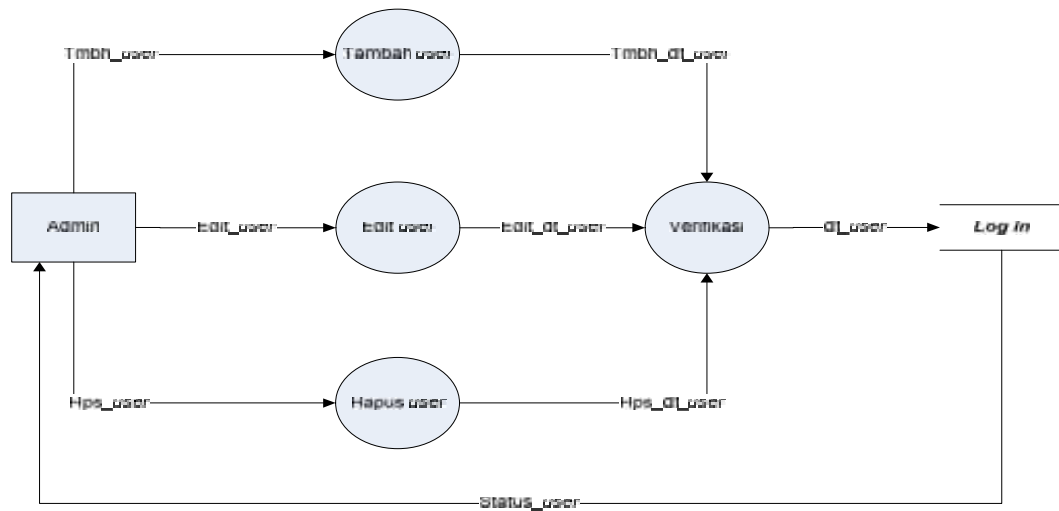 Tmbh_user
Tambah user
Tmbh_dt_user
Admin
Edit_user
Edit user
Edit_dt_user
Verifikasi
dt_user
Log in
Hps_user
Hapus user
Hps_dt_user
Status_user